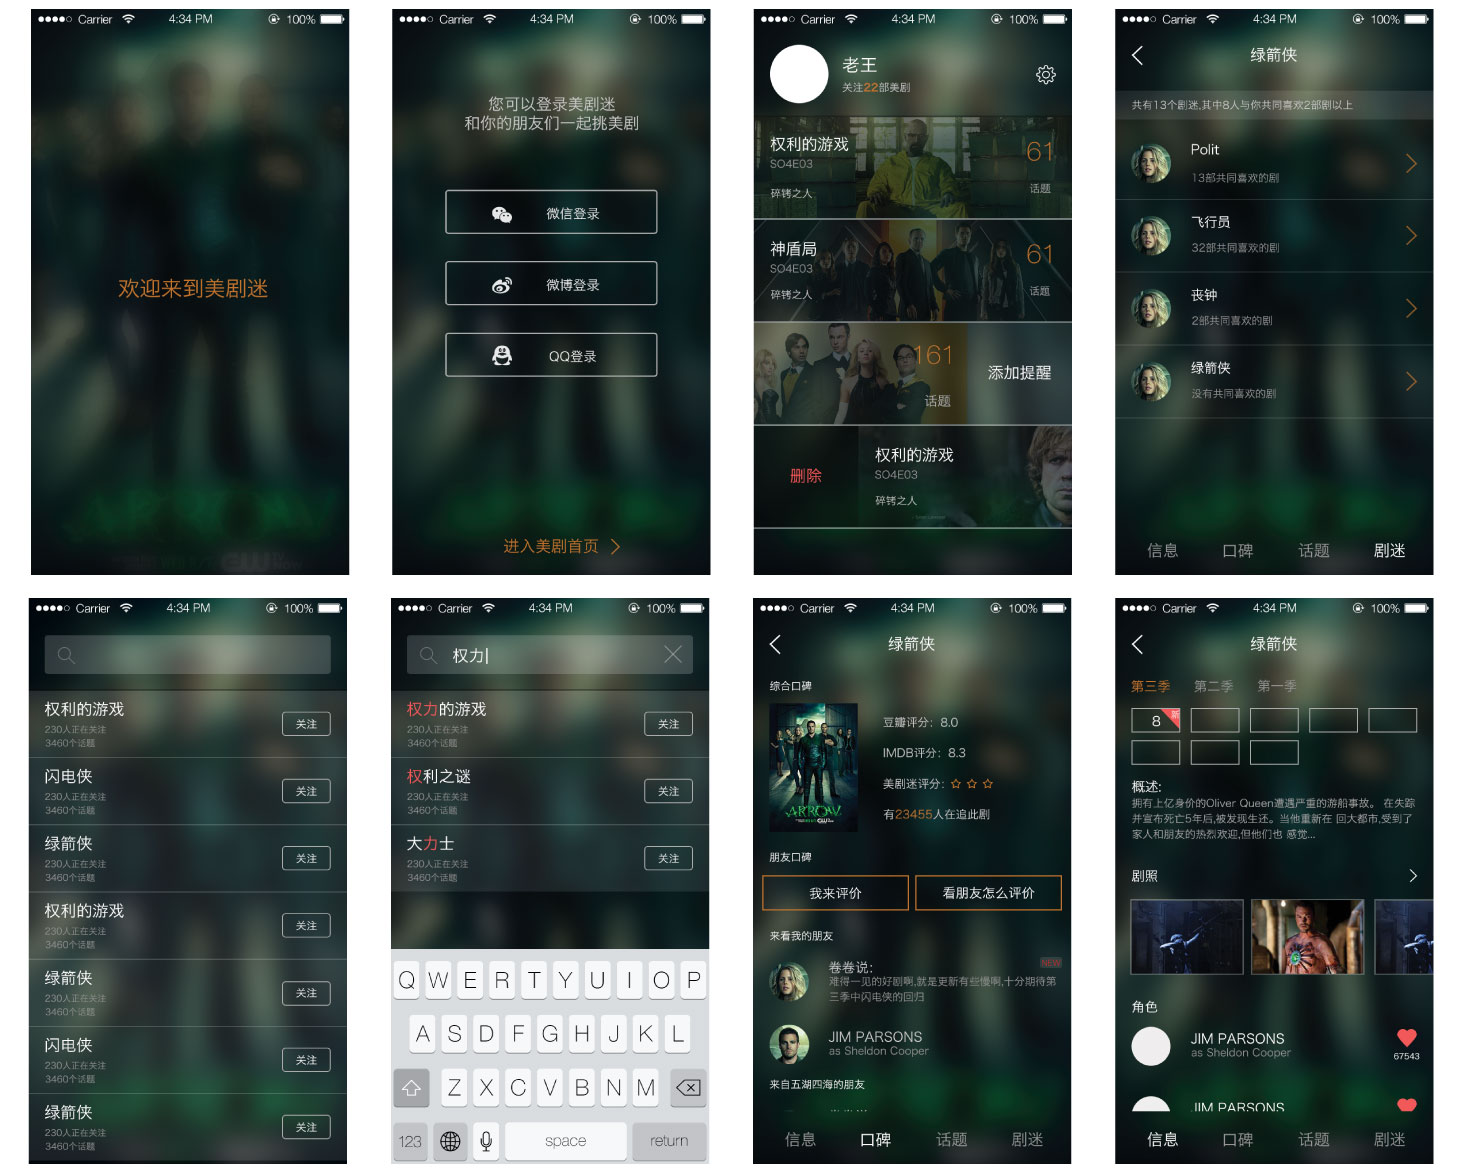 Carrier 4:34 PM 100%
欢迎来到美剧迷
Carrier 4:34 PM 100%
您可以登录美剧迷
和你的朋友们一起挑美剧
微信登录
微博登录
QQ登录
进入美剧首页
Carrier 4:34 PM 100%
老王
关注22部美剧
权利的游戏
SO4E03
碎铐之人
61
话题
神盾局
SO4E03
碎铐之人
61
话题
161
话题
添加提醒
删除
权利的游戏
SO4E03
碎铐之人
Carrier 4:34 PM 100%
绿箭侠
共有13个剧迷,其中8人与你共同喜欢2部剧以上
Polit
13部共同喜欢的剧
飞行员
32部共同喜欢的剧
丧钟
2部共同喜欢的剧
绿箭侠
没有共同喜欢的剧
信息 口碑 话题 剧迷
Carrier 4:34 PM 100%
权利的游戏
230人正在关注
3460个话题
关注
闪电侠
230人正在关注
3460个话题
关注
绿箭侠
230人正在关注
3460个话题
关注
权利的游戏
230人正在关注
3460个话题
关注
绿箭侠
230人正在关注
3460个话题
关注
闪电侠
230人正在关注
3460个话题
关注
绿箭侠
230人正在关注
3460个话题
关注
Carrier 4:34 PM 100%
权力
权力的游戏
230人正在关注
3460个话题
关注
权利之谜
230人正在关注
3460个话题
关注
大力士
230人正在关注
3460个话题
关注
Q W E R T Y U I O P
A S D F G H J K L
Z X C V B N M
123 space return
Carrier 4:34 PM 100%
绿箭侠
综合口碑
ARROW
豆瓣评分：8.0
IMDB评分：8.3
美剧迷评分：
有23455人在追此剧
朋友口碑
我来评价
看朋友怎么评价
来看我的朋友
卷卷说：
NEW
难得一见的好剧啊,就是更新有些慢啊,十分期待第
三季中闪电侠的回归
JIM PARSONS
as Sheldon Cooper
来自五湖四海的朋友
信息 口碑 话题 剧迷
Carrier 4:34 PM 100%
绿箭侠
第三季 第二季 第一季
8
新
概述:
拥有上亿身价的Oliver Queen遭遇严重的游船事故。 在失踪
并宣布死亡5年后,被发现生还。当他重新在 回大都市,受到了
家人和朋友的热烈欢迎,但他们也 感觉...
剧照
角色
JIM PARSONS
as Sheldon Cooper
67543
JIM PARSONS
信息 口碑 话题 剧迷